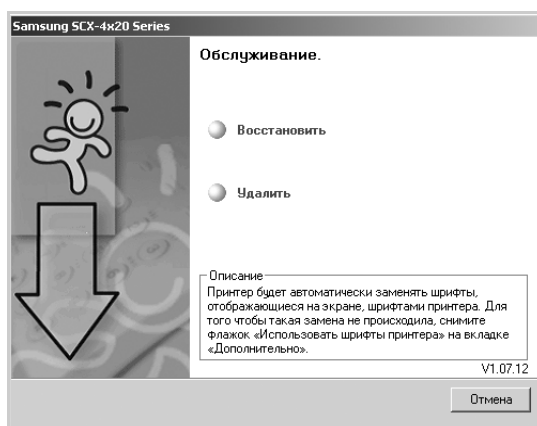 Samsung SCX-4x20 Series
Обслуживание.
Восстановить
Удалить
Описание
Принтер будет автоматически заменять шрифты,
отображающиеся на экране, шрифтами принтера. Для
того чтобы такая замена не происходила, снимите
флажок «Использовать шрифты принтера» на вкладке
«Дополнительно».
V1.07.12
Отмена